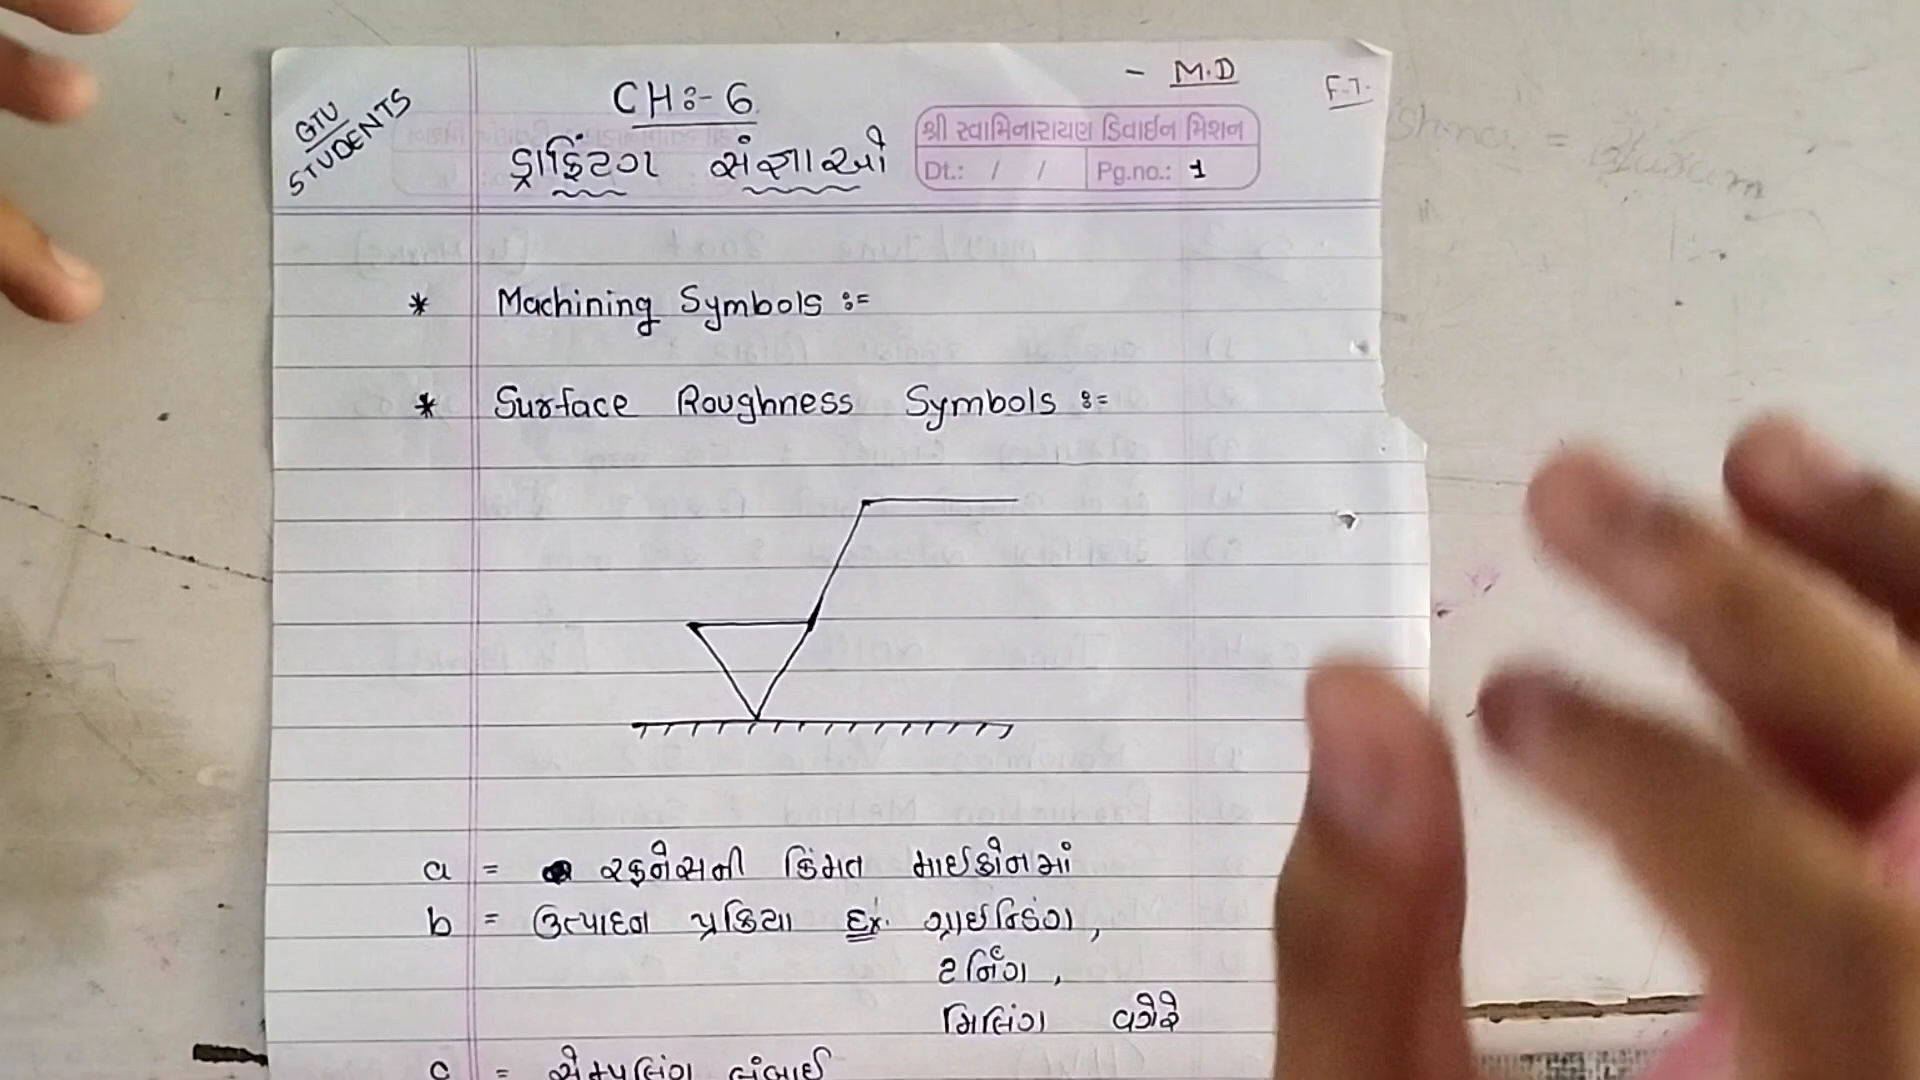 GTU
STUDENTS
CH:- 6
- M.D
F.T.
ડ્રાફ્ટિંગ સંજ્ઞાઓ
શ્રી સ્વામિનારાયણ ડિવાઈન મિશન
Dt.: / /
Pg.no.: 1
* Machining Symbols :=
* Surface Roughness Symbols :=
a = રફનેસની કિંમત માઈક્રોનમાં
b = ઉત્પાદન પ્રક્રિયા Ex. ગ્રાઈન્ડિંગ,
ટર્નિંગ,
મિલિંગ વગેરે
c = સેમ્પલિંગ લંબાઈ